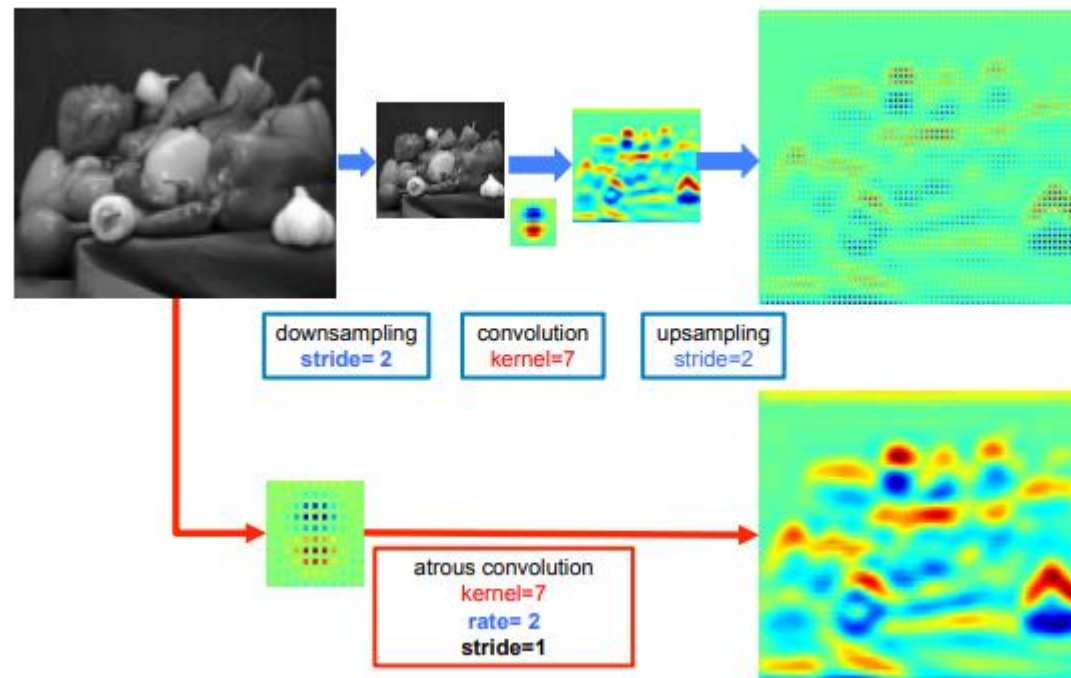 downsampling
stride= 2
convolution
kernel=7
upsampling
stride=2
atrous convolution
kernel=7
rate= 2
stride=1